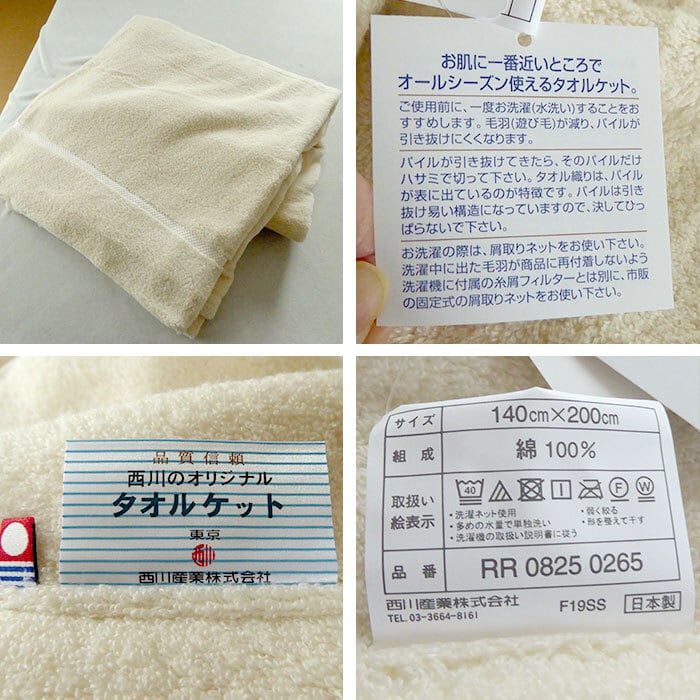 お肌に一番近いところで
オールシーズン使えるタオルケット。
ご使用前に、一度お洗濯(水洗い)することをお
すすめします。毛羽(遊び毛)が減り、パイルが
引き抜けにくくなります。
パイルが引き抜けてきたら、そのパイルだけ
ハサミで切って下さい。タオル織りは、パイル
が表に出ているのが特徴です。パイルは引き
抜け易い構造になっていますので、決してひっ
ぱらないで下さい。
お洗濯の際は、屑取りネットをお使い下さい。
洗濯中に出た毛羽が商品に再付着しないよう
洗濯機に付属の糸屑フィルターとは別に、市販
の固定式の屑取りネットをお使い下さい。
品質信頼
西川のオリジナル
タオルケット
東京
西川
西川産業株式会社
サイズ 140cm×200cm
組成 綿 100%
取扱い
絵表示
40 F W
・洗濯ネット使用 ・弱く絞る
・多めの水量で単独洗い ・形を整えて干す
・洗濯機の取扱い説明書に従う
品番 RR 0825 0265
西川産業株式会社 F19SS 日本製
TEL. 03-3664-8161